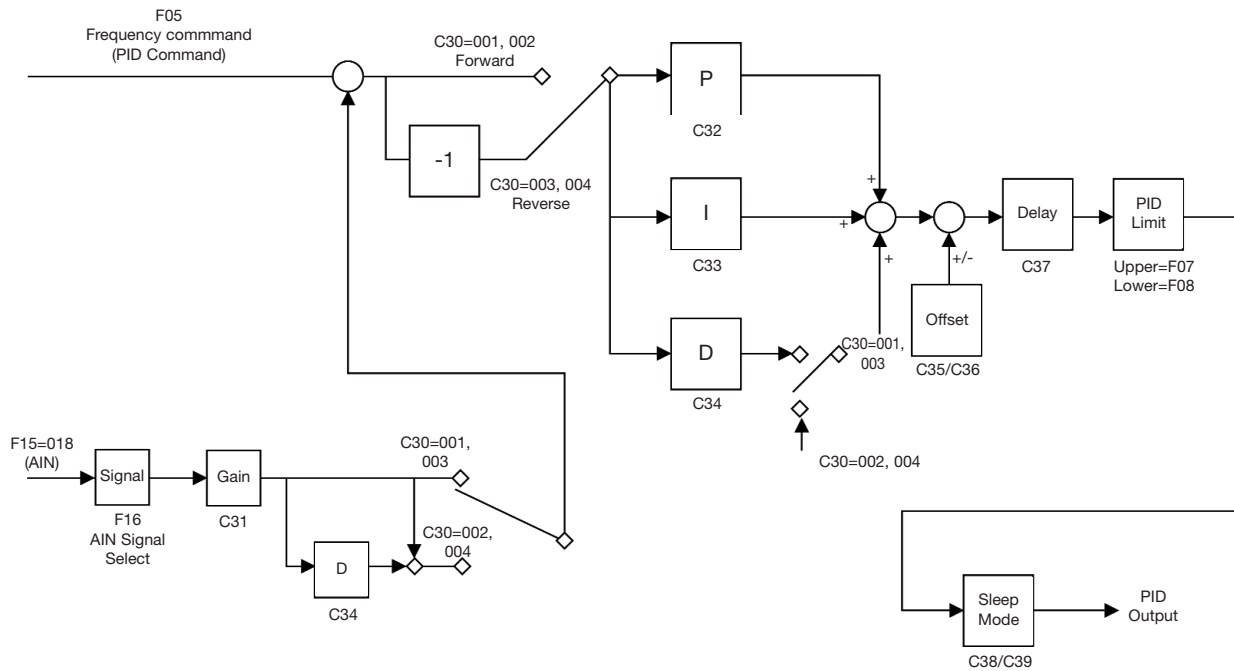 F05
Frequency commmand
(PID Command)
C30=001, 002
Forward
-1
C30=003, 004
Reverse
P
C32
I
C33
D
C34
+
+
+
C30=001,
003
C30=002, 004
+/-
Offset
C35/C36
Delay
C37
PID
Limit
Upper=F07
Lower=F08
F15=018
(AIN)
Signal
F16
AIN Signal
Select
Gain
C31
C30=001,
003
D
C34
C30=002,
004
Sleep
Mode
C38/C39
PID
Output